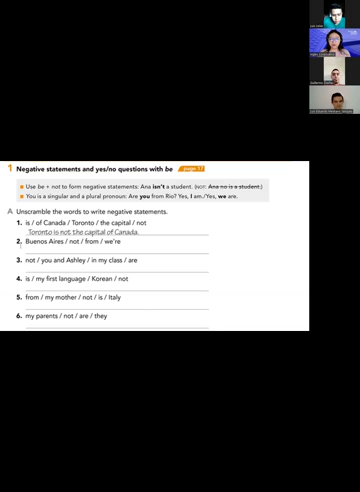 1 Negative statements and yes/no questions with be page 17
Use be + not to form negative statements: Ana isn't a student. (NOT: Ana no is a student.)
You is a singular and plural pronoun: Are you from Rio? Yes, I am./Yes, we are.
A Unscramble the words to write negative statements.
1. is / of Canada / Toronto / the capital / not
Toronto is not the capital of Canada.
2. Buenos Aires / not / from / we're
3. not / you and Ashley / in my class / are
4. is / my first language / Korean / not
5. from / my mother / not / is / Italy
6. my parents / not / are / they